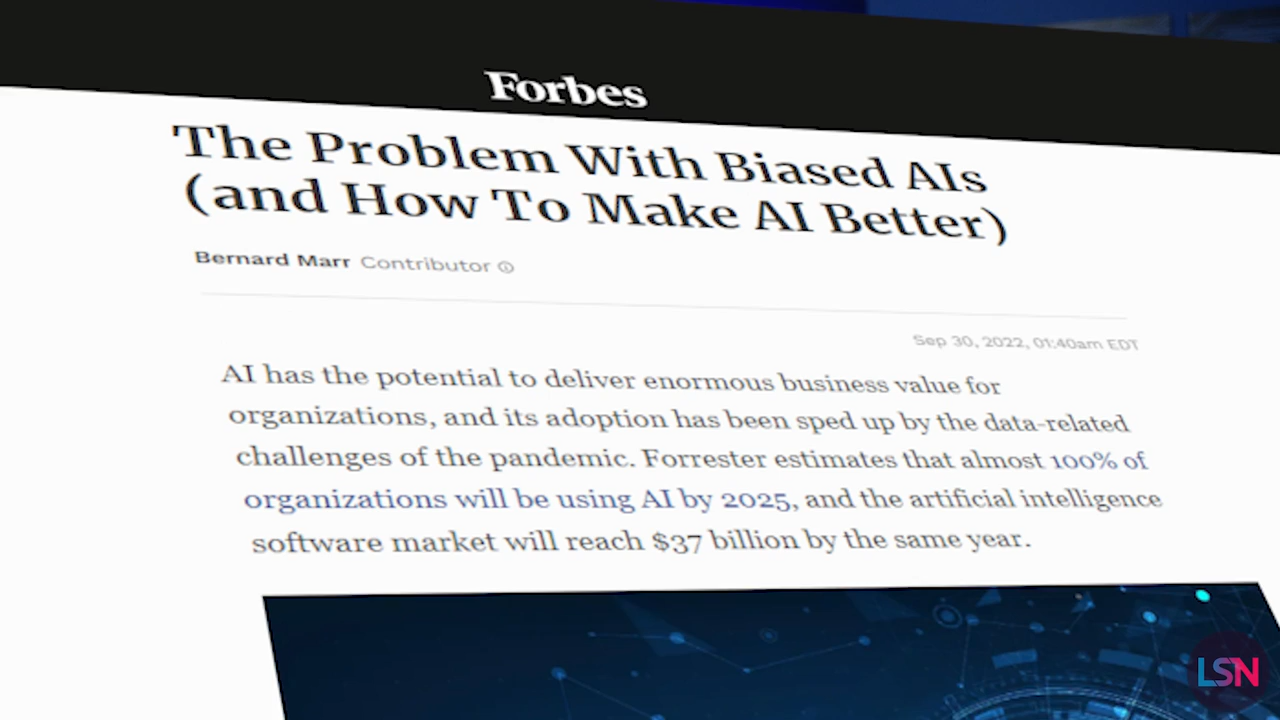 Forbes
The Problem With Biased AIs
(and How To Make AI Better)
Bernard Marr Contributor
Sep 30, 2022, 01:40am EDT
AI has the potential to deliver enormous business value for
organizations, and its adoption has been sped up by the data-related
challenges of the pandemic. Forrester estimates that almost 100% of
organizations will be using AI by 2025, and the artificial intelligence
software market will reach $37 billion by the same year.
LSN